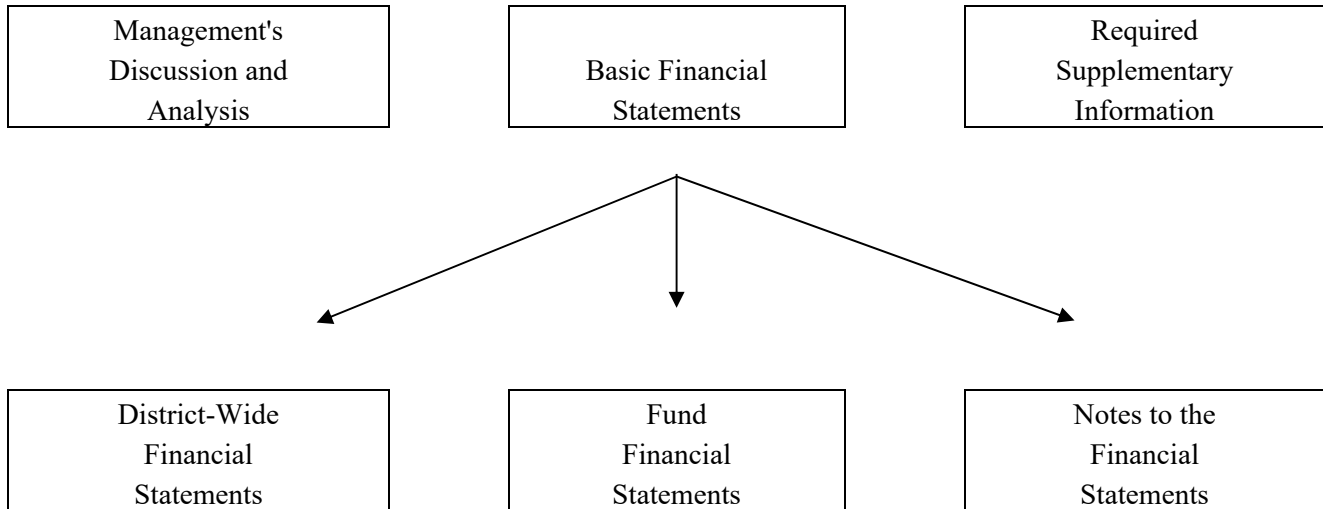 Management's
Discussion and
Analysis
Basic Financial
Statements
Required
Supplementary
Information
District-Wide
Financial
Statements
Fund
Financial
Statements
Notes to the
Financial
Statements